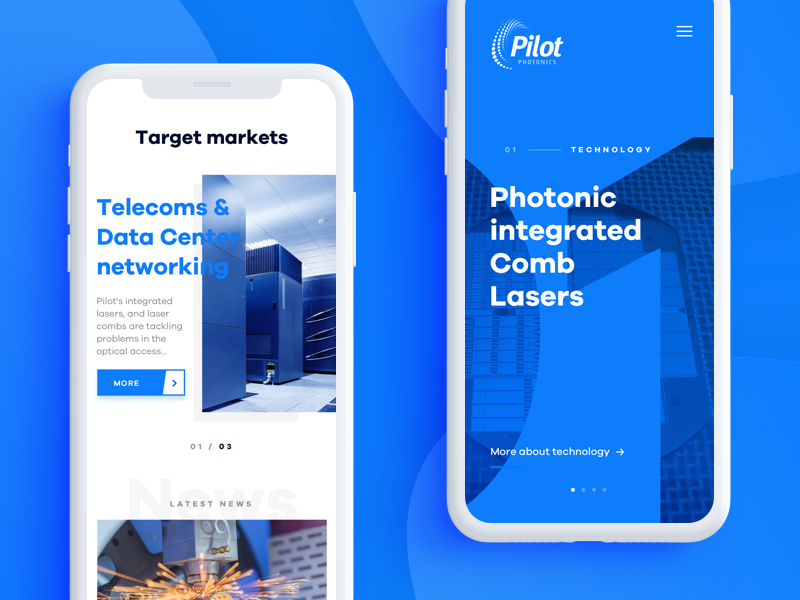 Target markets
Telecoms &
Data Center
networking
Pilot's integrated
lasers, and laser
combs are tackling
problems in the
optical access...
MORE
01 / 03
News
LATEST NEWS
Pilot
PHOTONICS
01 TECHNOLOGY
Photonic
integrated
Comb
Lasers
More about technology